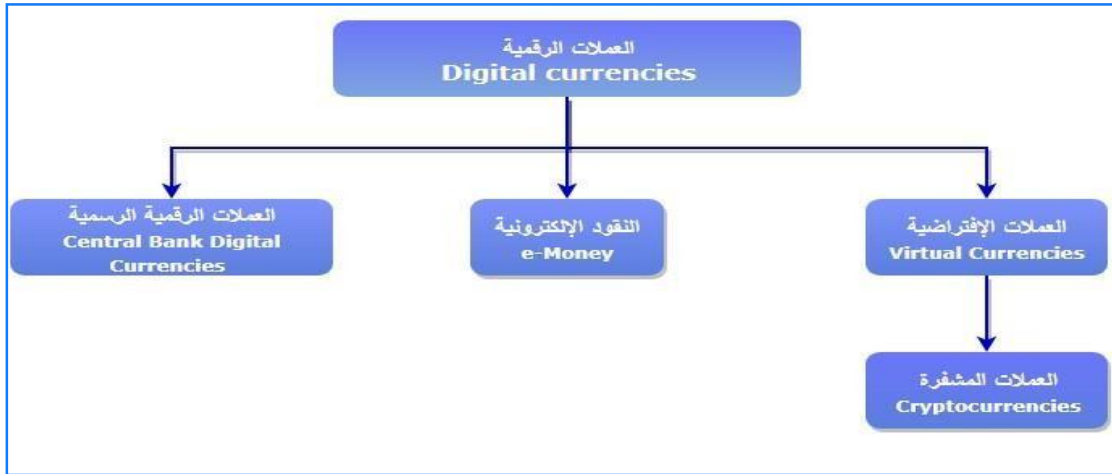 العملات الرقمية
Digital currencies
العملات الرقمية الرسمية
Central Bank Digital
Currencies
النقود الإلكترونية
e-Money
العملات الإفتراضية
Virtual Currencies
العملات المشفرة
Cryptocurrencies